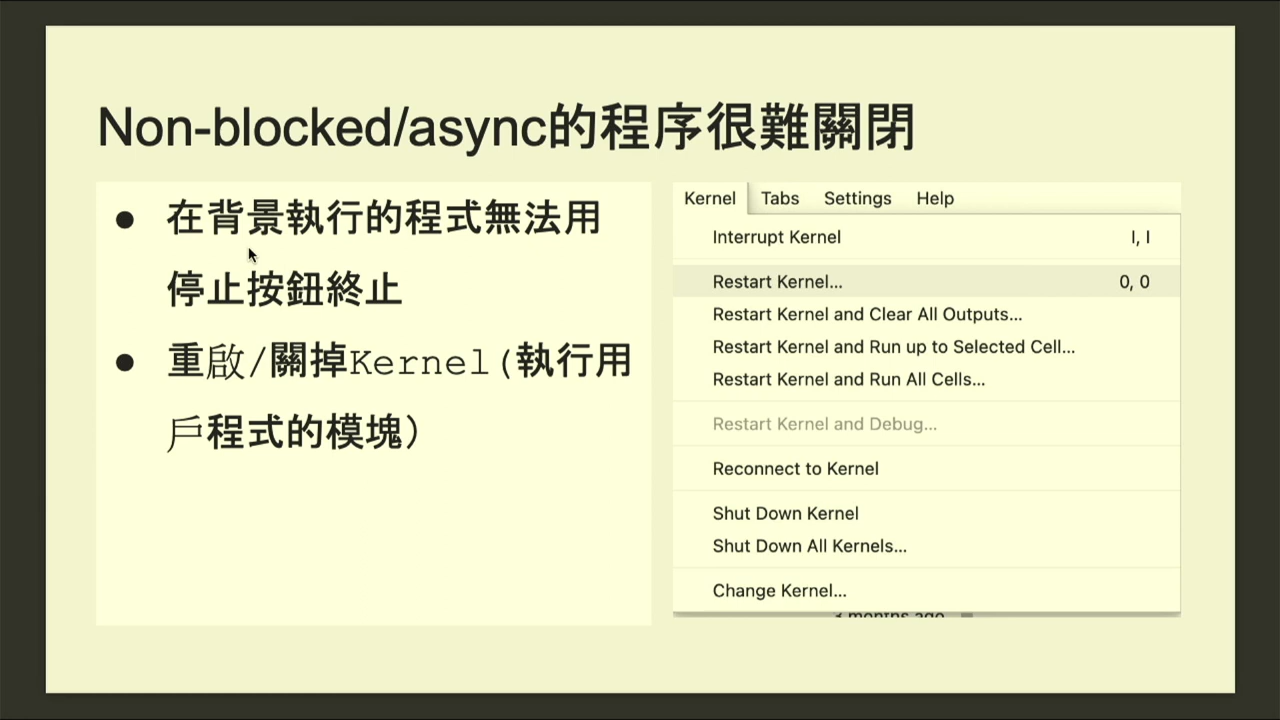 Non-blocked/async的程序很難關閉
● 在背景執行的程式無法用
停止按鈕終止
● 重啟/關掉Kernel(執行用
戶程式的模塊)
Kernel Tabs Settings Help
Interrupt Kernel I, I
Restart Kernel... 0, 0
Restart Kernel and Clear All Outputs...
Restart Kernel and Run up to Selected Cell...
Restart Kernel and Run All Cells...
Restart Kernel and Debug...
Reconnect to Kernel
Shut Down Kernel
Shut Down All Kernels...
Change Kernel...
3 months ago